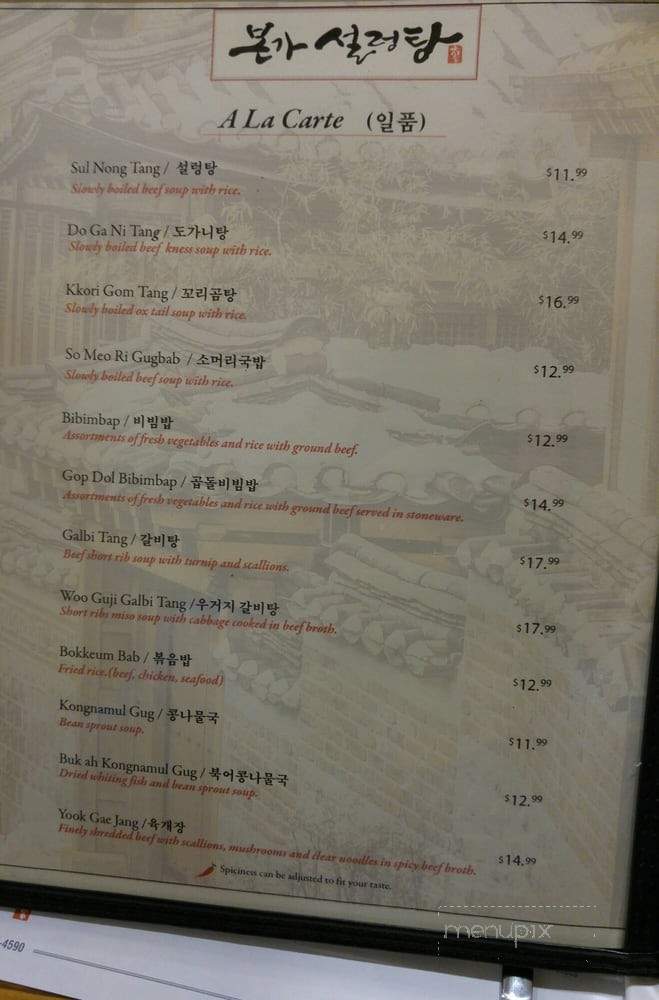 본가 설렁탕
A La Carte (일품)
Sul Nong Tang / 설렁탕 $11.99
Slowly boiled beef soup with rice.
Do Ga Ni Tang / 도가니탕 $14.99
Slowly boiled beef kness soup with rice.
Kkori Gom Tang / 꼬리곰탕 $16.99
Slowly boiled ox tail soup with rice.
So Meo Ri Gugbab / 소머리국밥 $12.99
Slowly boiled beef soup with rice.
Bibimbap / 비빔밥 $12.99
Assortments of fresh vegetables and rice with ground beef.
Gop Dol Bibimbap / 곱돌비빔밥 $14.99
Assortments of fresh vegetables and rice with ground beef served in stoneware.
Galbi Tang / 갈비탕 $17.99
Beef short rib soup with turnip and scallions.
Woo Guji Galbi Tang /우거지 갈비탕 $17.99
Short ribs miso soup with cabbage cooked in beef broth.
Bokkeum Bab / 볶음밥 $12.99
Fried rice.(beef, chicken, seafood)
Kongnamul Gug / 콩나물국 $11.99
Bean sprout soup.
Buk ah Kongnamul Gug / 북어콩나물국 $12.99
Dried whiting fish and bean sprout soup.
Yook Gae Jang /육개장 $14.99
Finely shredded beef with scallions, mushrooms and clear noodles in spicy beef broth.
Spiciness can be adjusted to fit your taste.
-4590
menupix